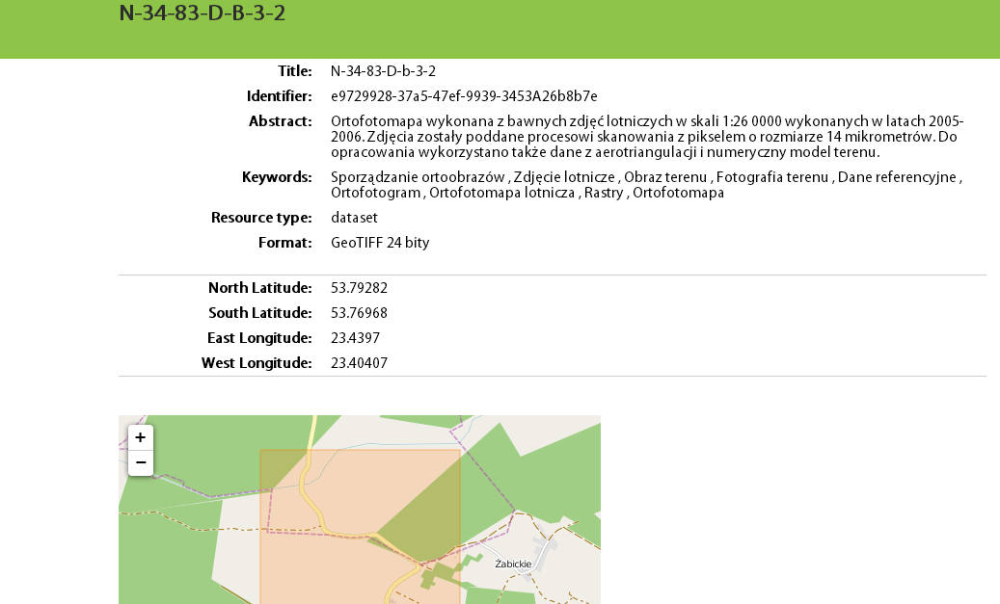 N-34-83-D-B-3-2
Title: N-34-83-D-b-3-2
Identifier: e9729928-37a5-47ef-9939-3453A26b8b7e
Abstract: Ortofotomapa wykonana z bawnych zdjęć lotniczych w skali 1:26 0000 wykonanych w latach 2005-
2006. Zdjęcia zostały poddane procesowi skanowania z pikselem o rozmiarze 14 mikrometrów. Do
opracowania wykorzystano także dane z aerotriangulacji i numeryczny model terenu.
Keywords: Sporządzanie ortoobrazów , Zdjęcie lotnicze , Obraz terenu , Fotografia terenu , Dane referencyjne ,
Ortofotogram , Ortofotomapa lotnicza , Rastry , Ortofotomapa
Resource type: dataset
Format: GeoTIFF 24 bity
North Latitude: 53.79282
South Latitude: 53.76968
East Longitude: 23.4397
West Longitude: 23.40407
+
−
Żabickie